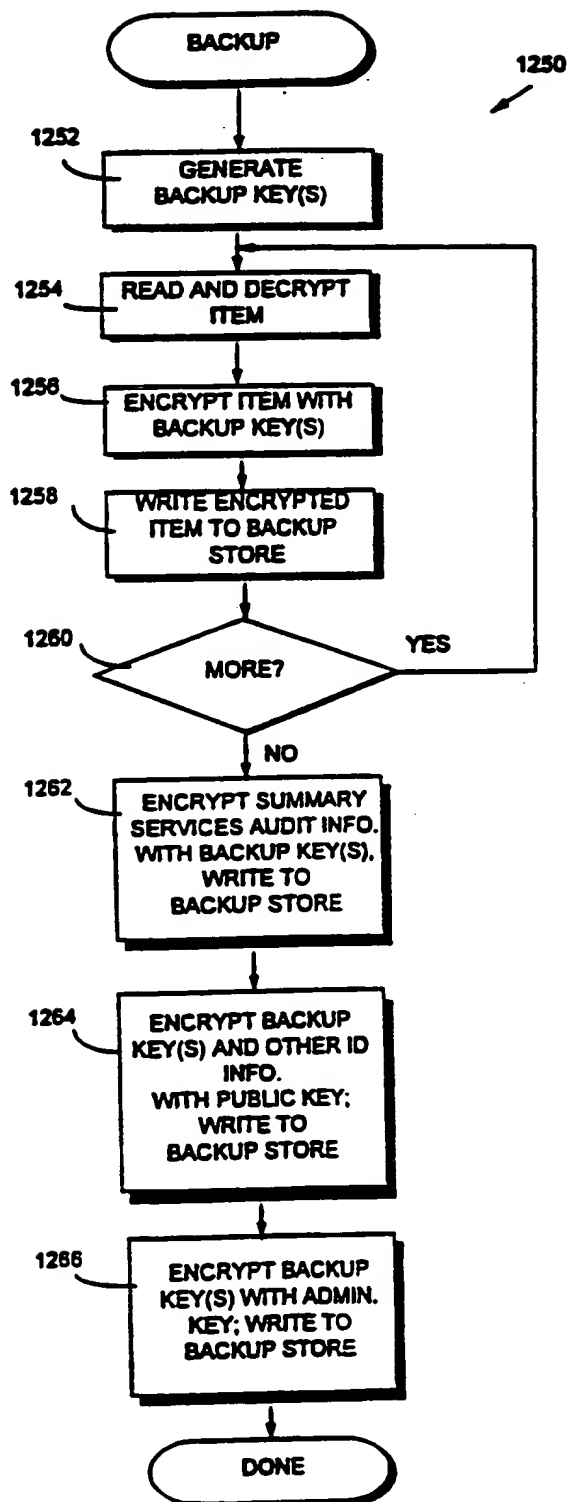 BACKUP
1250
1252
GENERATE
BACKUP KEY(S)
1254
READ AND DECRYPT
ITEM
1256
ENCRYPT ITEM WITH
BACKUP KEY(S)
1258
WRITE ENCRYPTED
ITEM TO BACKUP
STORE
1260
MORE?
YES
NO
1262
ENCRYPT SUMMARY
SERVICES AUDIT INFO.
WITH BACKUP KEY(S),
WRITE TO
BACKUP STORE
1264
ENCRYPT BACKUP
KEY(S) AND OTHER ID
INFO.
WITH PUBLIC KEY;
WRITE TO
BACKUP STORE
1266
ENCRYPT BACKUP
KEY(S) WITH ADMIN.
KEY; WRITE TO
BACKUP STORE
DONE